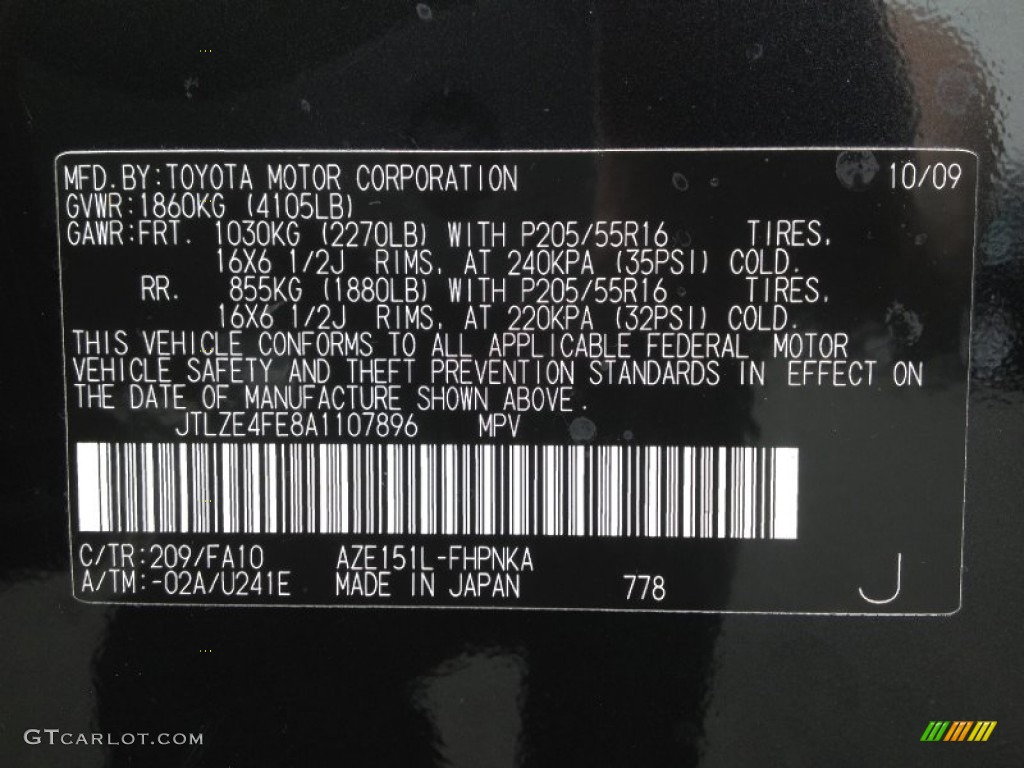 MFD.BY:TOYOTA MOTOR CORPORATION 10/09
GVWR:1860KG (4105LB)
GAWR:FRT. 1030KG (2270LB) WITH P205/55R16 TIRES,
16X6 1/2J RIMS, AT 240KPA (35PSI) COLD.
RR. 855KG (1880LB) WITH P205/55R16 TIRES,
16X6 1/2J RIMS, AT 220KPA (32PSI) COLD.
THIS VEHICLE CONFORMS TO ALL APPLICABLE FEDERAL MOTOR
VEHICLE SAFETY AND THEFT PREVENTION STANDARDS IN EFFECT ON
THE DATE OF MANUFACTURE SHOWN ABOVE.
JTLZE4FE8A1107896 MPV
C/TR:209/FA10 AZE151L-FHPNKA
A/TM:-02A/U241E MADE IN JAPAN 778 J
GTCARLOT.COM